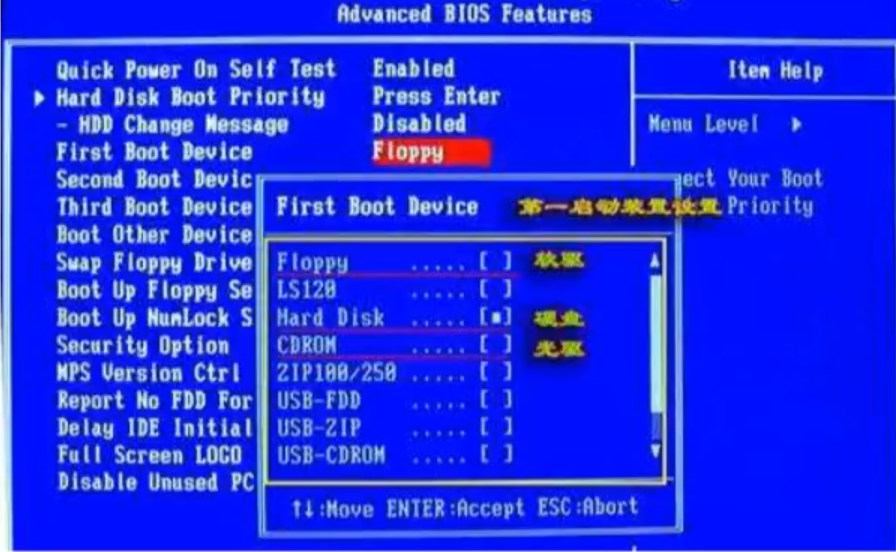 Advanced BIOS Features
Quick Power On Self Test Enabled
Hard Disk Boot Priority Press Enter
- HDD Change Message Disabled
First Boot Device Floppy
Second Boot Devic
Third Boot Device
Boot Other Device
Swap Floppy Drive
Boot Up Floppy Se
Boot Up NumLock S
Security Option
MPS Version Ctrl
Report No FDD For
Delay IDE Initial
Full Screen LOGO
Disable Unused PC
Item Help
Menu Level
ect Your Boot
Priority
First Boot Device 第一启动装置设置
Floppy ..... [ ] 软驱
LS120 ..... [ ]
Hard Disk ..... [■] 硬盘
CDROM ..... [ ] 光驱
ZIP100/250 ..... [ ]
USB-FDD ..... [ ]
USB-ZIP ..... [ ]
USB-CDROM ..... [ ]
↑↓:Move ENTER:Accept ESC:Abort